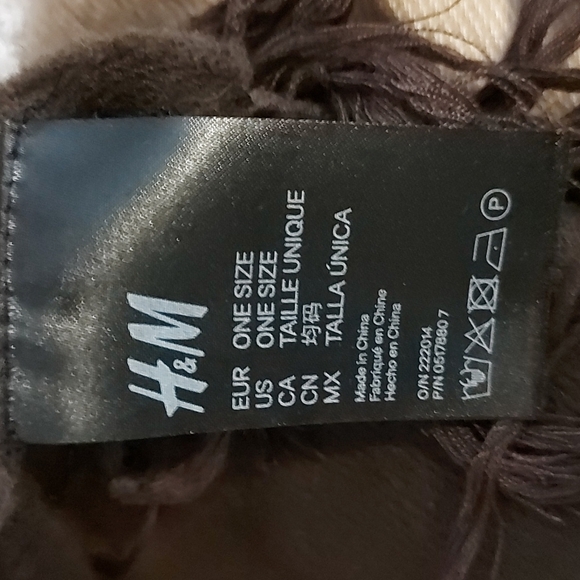 H&M
EUR ONE SIZE
US ONE SIZE
CA TAILLE UNIQUE
CN 均码
MX TALLA ÚNICA
Made in China
Fabriqué en Chine
Hecho en China
O/N 222014
P/N 0517880 7
P